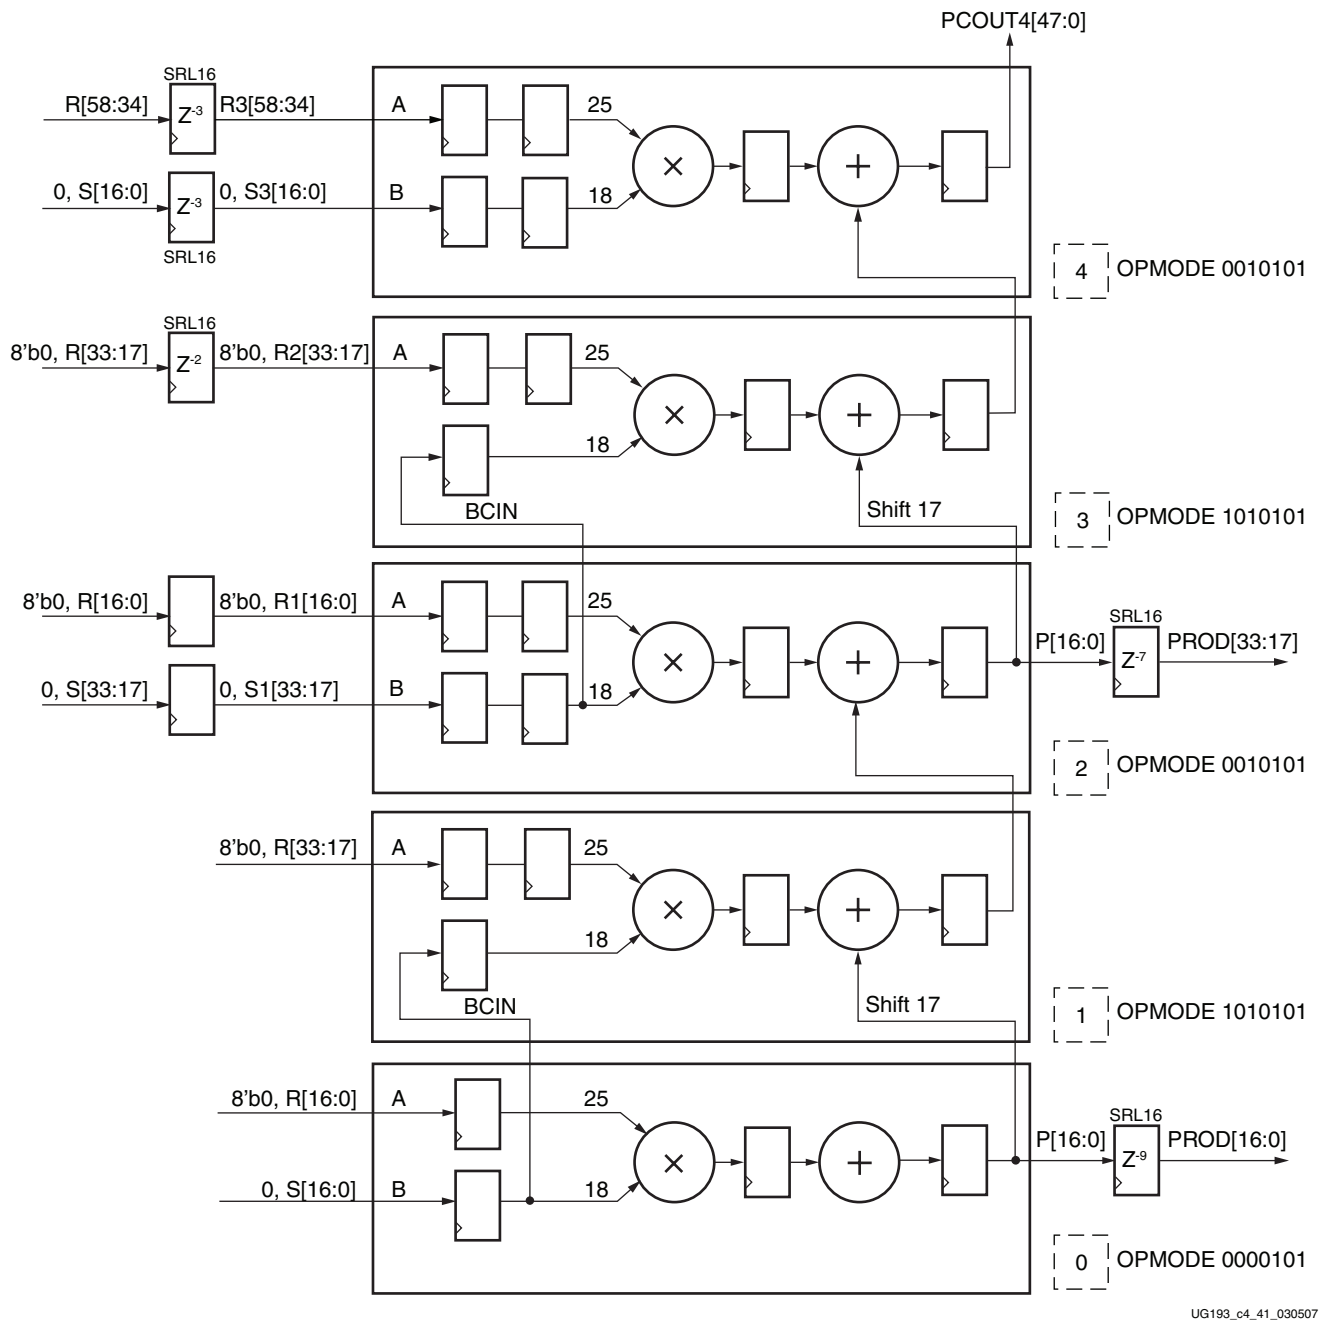 PCOUT4[47:0]
SRL16
R[58:34] Z-3 R3[58:34] A 25
× +
0, S[16:0] Z-3 0, S3[16:0] B 18
SRL16
4 OPMODE 0010101
SRL16
8’b0, R[33:17] Z-2 8’b0, R2[33:17] A 25
× +
18
BCIN Shift 17
3 OPMODE 1010101
8’b0, R[16:0] 8’b0, R1[16:0] A 25
SRL16
P[16:0] Z-7 PROD[33:17]
× +
0, S[33:17] 0, S1[33:17] B 18
2 OPMODE 0010101
8’b0, R[33:17] A 25
× +
18
BCIN Shift 17
1 OPMODE 1010101
8’b0, R[16:0] A 25
SRL16
P[16:0] Z-9 PROD[16:0]
× +
0, S[16:0] B 18
0 OPMODE 0000101
UG193_c4_41_030507